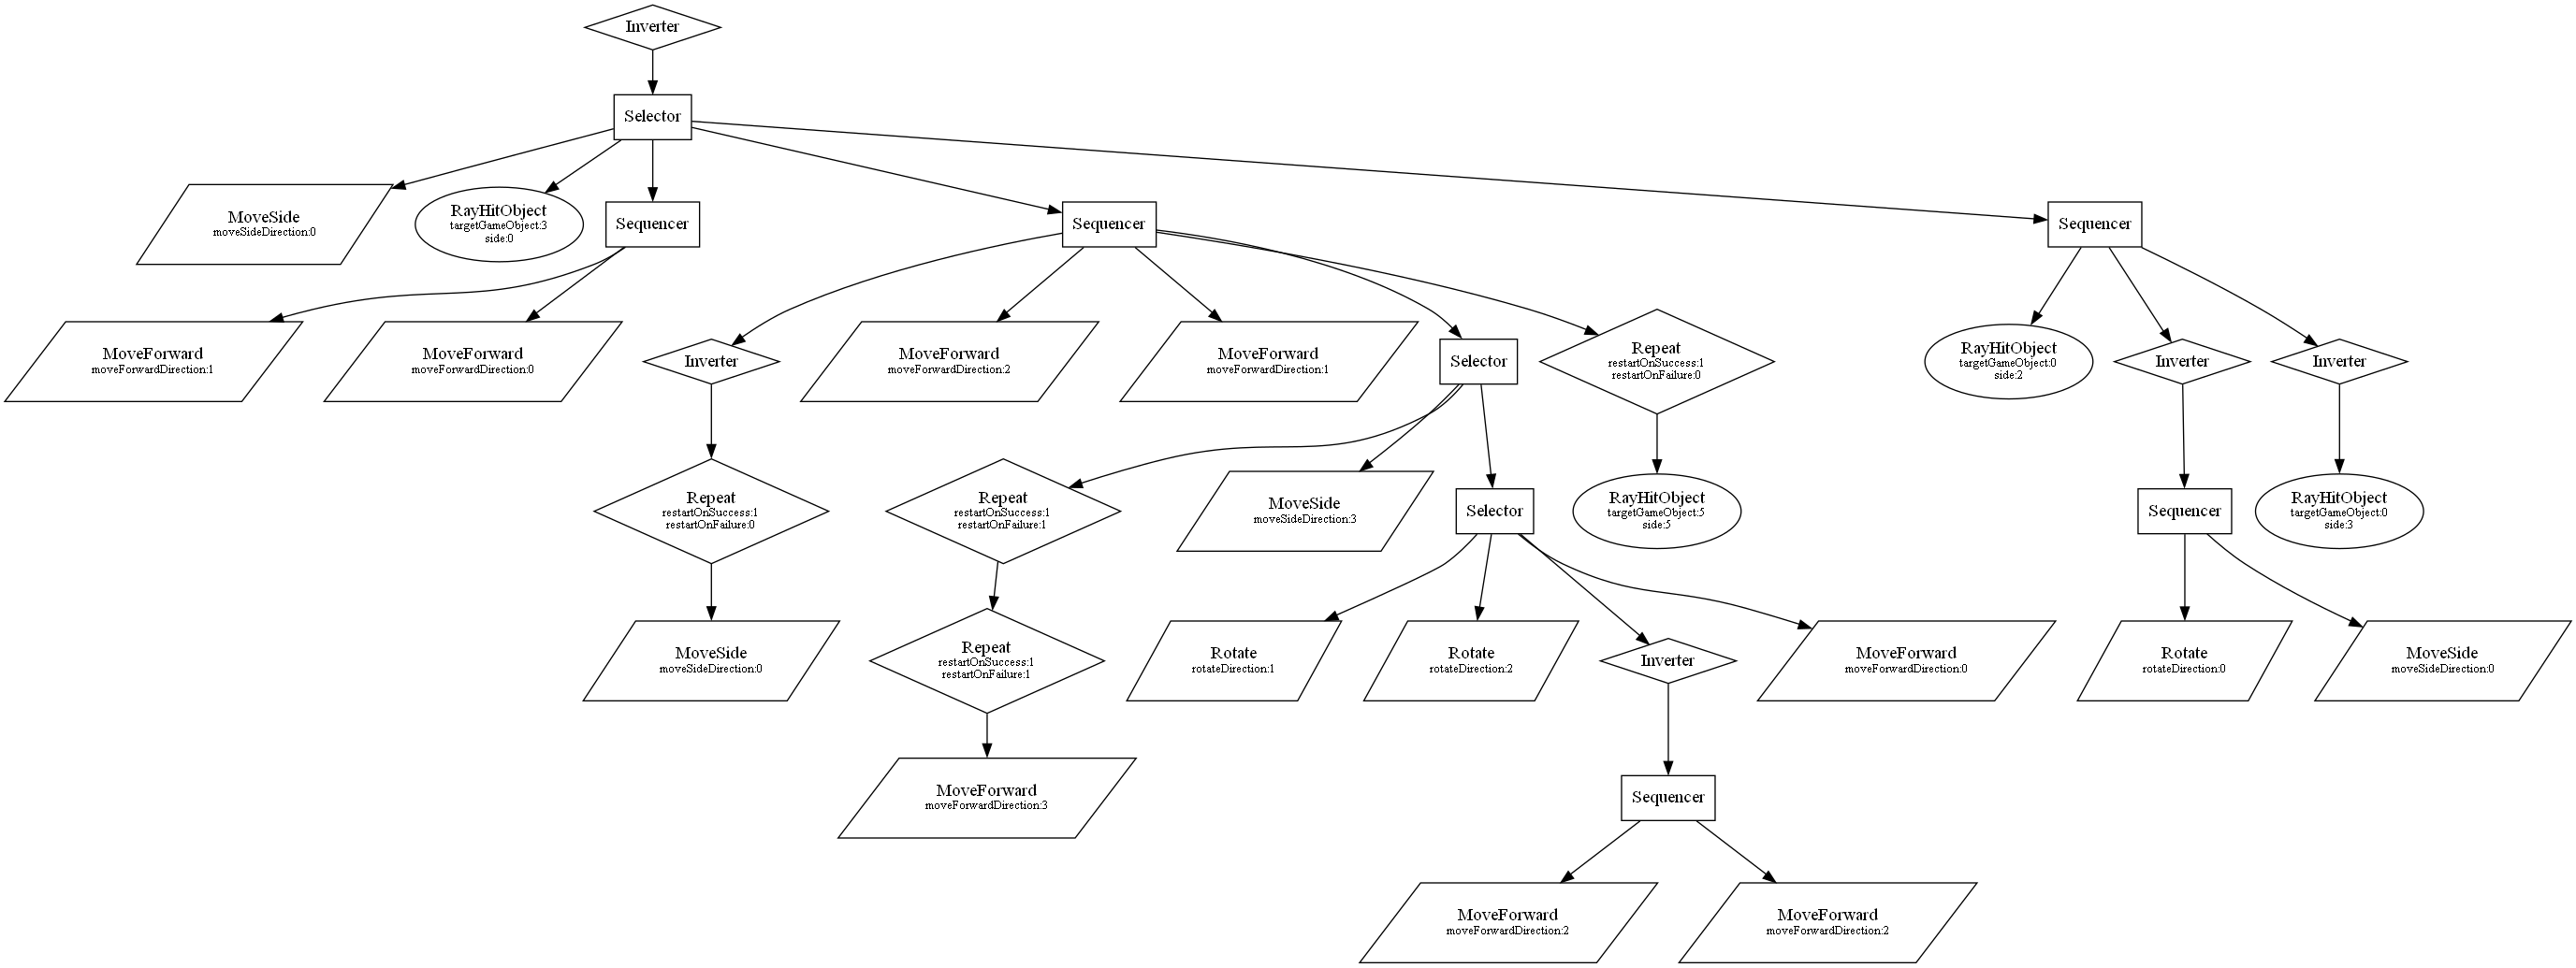 Inverter
Selector
MoveSide
moveSideDirection:0
RayHitObject
targetGameObject:3
side:0
Sequencer
Sequencer
Sequencer
MoveForward
moveForwardDirection:1
MoveForward
moveForwardDirection:0
Inverter
MoveForward
moveForwardDirection:2
MoveForward
moveForwardDirection:1
Selector
Repeat
restartOnSuccess:1
restartOnFailure:0
RayHitObject
targetGameObject:0
side:2
Inverter
Inverter
Repeat
restartOnSuccess:1
restartOnFailure:0
Repeat
restartOnSuccess:1
restartOnFailure:1
MoveSide
moveSideDirection:3
Selector
RayHitObject
targetGameObject:5
side:5
Sequencer
RayHitObject
targetGameObject:0
side:3
MoveSide
moveSideDirection:0
Repeat
restartOnSuccess:1
restartOnFailure:1
Rotate
rotateDirection:1
Rotate
rotateDirection:2
Inverter
MoveForward
moveForwardDirection:0
Rotate
rotateDirection:0
MoveSide
moveSideDirection:0
MoveForward
moveForwardDirection:3
Sequencer
MoveForward
moveForwardDirection:2
MoveForward
moveForwardDirection:2